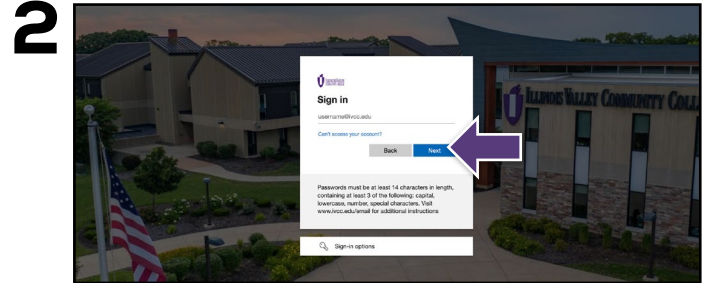 2
ILLINOIS VALLEY COMMUNITY COLL
Sign in
username@ivcc.edu
Can't access your account?
Back
Next
Passwords must be at least 14 characters in length,
containing at least 3 of the following: capital,
lowercase, number, special characters. Visit
www.ivcc.edu/email for additional instructions
Sign-in options